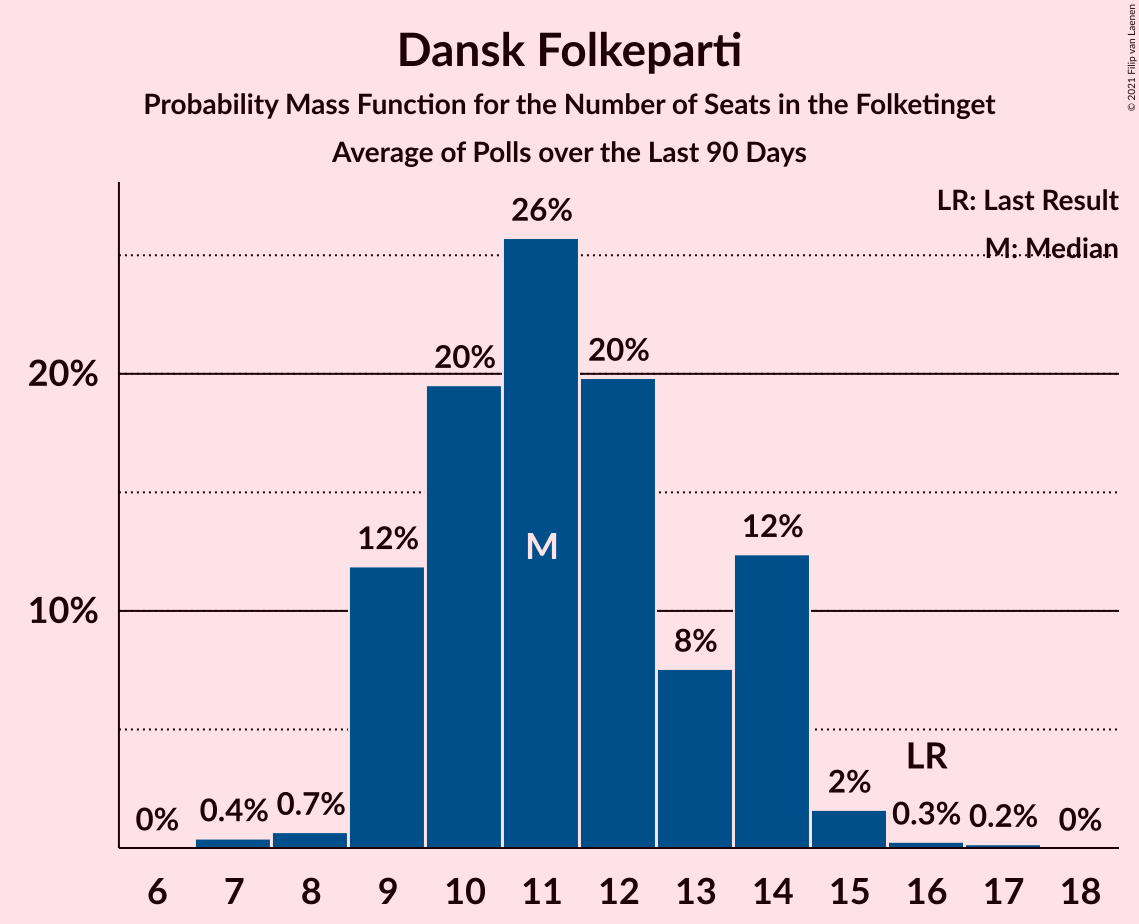 © 2021 Filip van Laenen
Dansk Folkeparti
Probability Mass Function for the Number of Seats in the Folketinget
Average of Polls over the Last 90 Days
LR: Last Result
M: Median
26%
20%
20%
20%
12%
M
12%
10%
8%
LR
2%
0%
0.4%
0.7%
0.3%
0.2%
0%
6 7 8 9 10 11 12 13 14 15 16 17 18